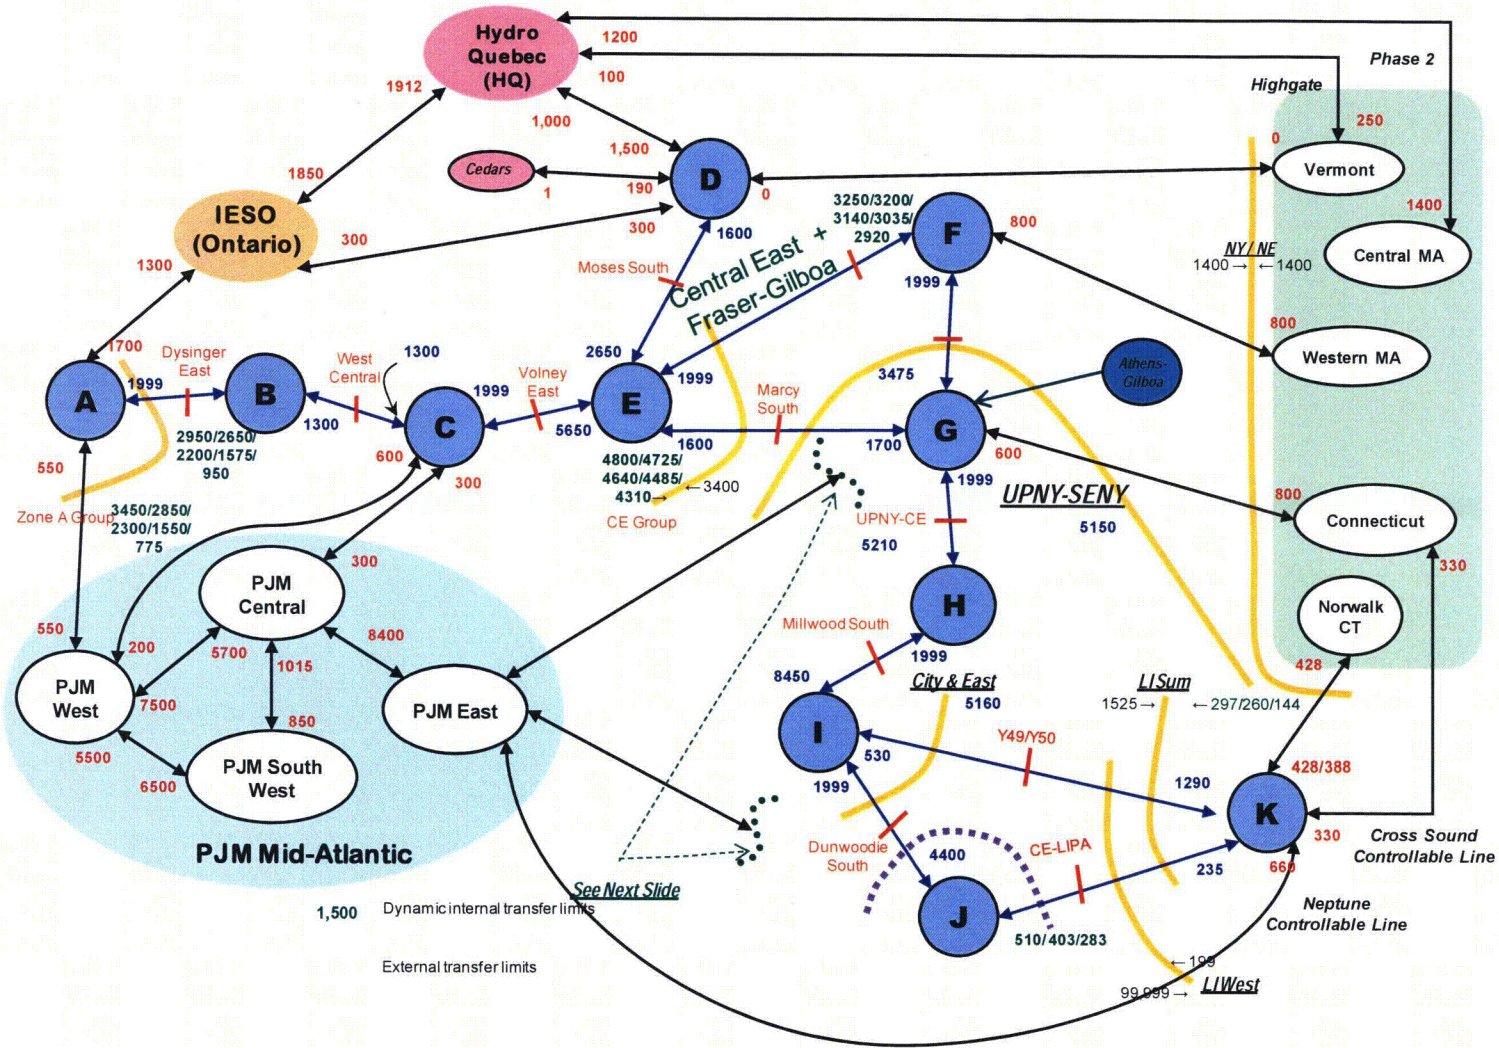 Hydro
Quebec
(HQ)
1200
100
Phase 2
Highgate
1912
1,000
1,500
250
0
Cedars
1
190
D
0
Vermont
1850
IESO
(Ontario)
300
300
1600
3250/3200/
3140/3035/
2920
F
800
1400
Central MA
NY/NE
1400→ ←1400
1300
Moses South
Central East +
Fraser-Gilboa
1999
1700
Dysinger
East
West
Central
1300
2650
3475
800
Western MA
A
1999
B
1300
C
1999
Volney
East
5650
E
1999
Marcy
South
Athens-
Gilboa
1600
1700
G
600
2950/2650/
2200/1575/
950
600
300
4800/4725/
4640/4485/
4310→
←3400
CE Group
1999
UPNY-SENY
5150
800
Connecticut
330
550
Zone A Group
3450/2850/
2300/1550/
775
UPNY-CE
5210
300
PJM
Central
H
Norwalk
CT
428
550
200
5700
1015
8400
Millwood South
1999
8450
City & East
5160
LI Sum
1525→ ←297/260/144
PJM
West
7500
850
PJM East
I
530
Y49/Y50
1290
428/388
5500
6500
PJM South
West
1999
K
330
660
Cross Sound
Controllable Line
PJM Mid-Atlantic
Dunwoodie
South
4400
CE-LIPA
235
See Next Slide
J
510/403/283
Neptune
Controllable Line
1,500 Dynamic internal transfer limits
External transfer limits
←199
99,999→
LI West